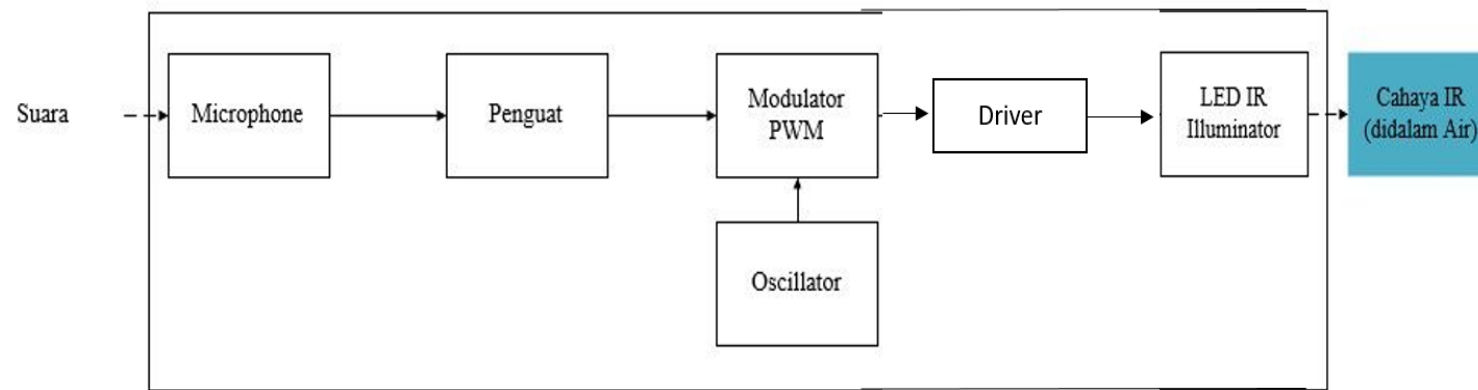 Suara
Microphone
Penguat
Modulator
PWM
Driver
LED IR
Illuminator
Cahaya IR
(didalam Air)
Oscillator